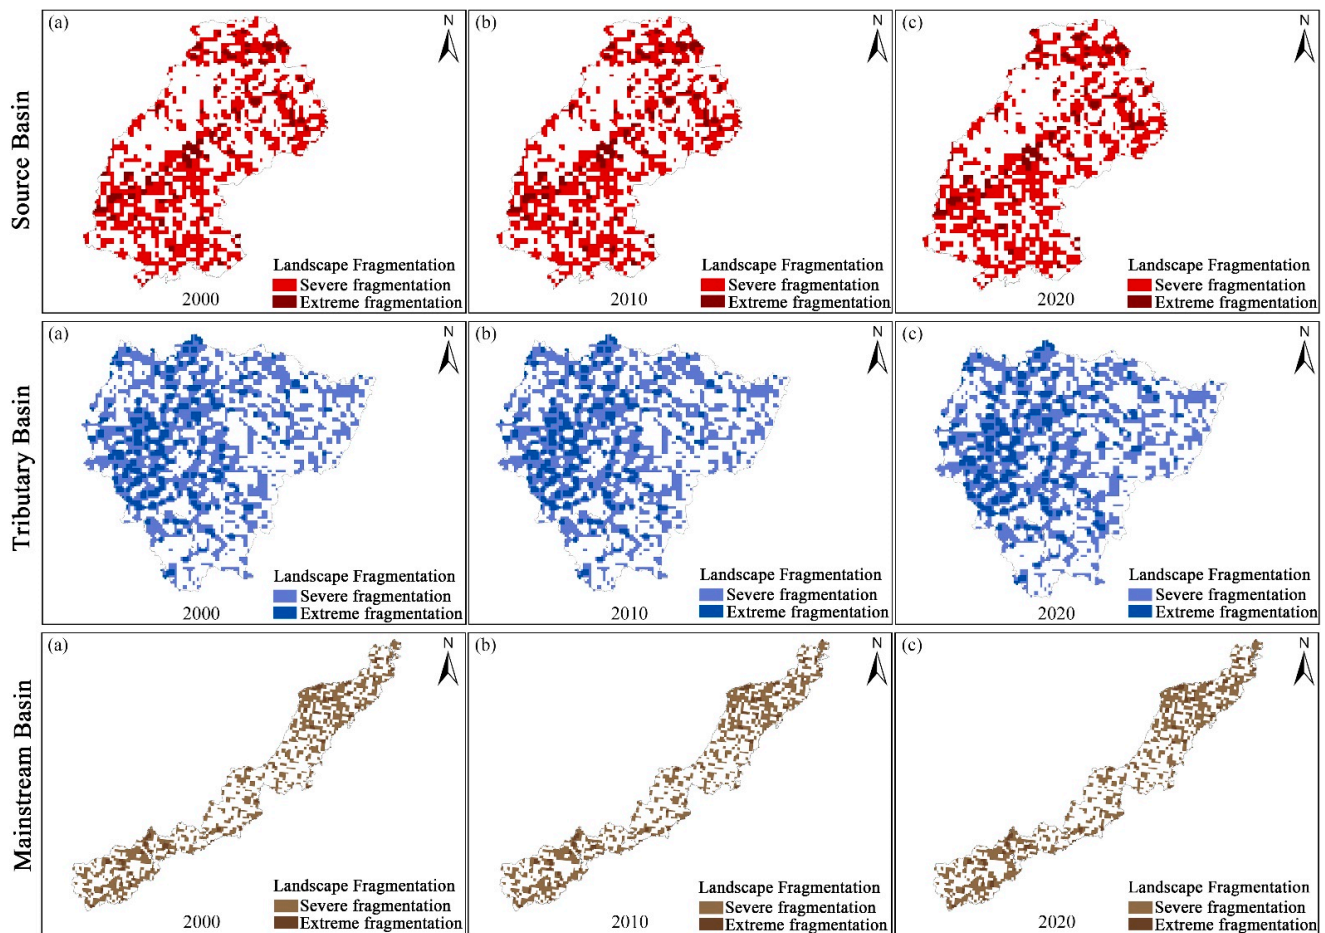 Source Basin
(a)
N
Landscape Fragmentation
Severe fragmentation
Extreme fragmentation
2000
(b)
N
Landscape Fragmentation
Severe fragmentation
Extreme fragmentation
2010
(c)
N
Landscape Fragmentation
Severe fragmentation
Extreme fragmentation
2020
Tributary Basin
(a)
N
Landscape Fragmentation
Severe fragmentation
Extreme fragmentation
2000
(b)
N
Landscape Fragmentation
Severe fragmentation
Extreme fragmentation
2010
(c)
N
Landscape Fragmentation
Severe fragmentation
Extreme fragmentation
2020
Mainstream Basin
(a)
N
Landscape Fragmentation
Severe fragmentation
Extreme fragmentation
2000
(b)
N
Landscape Fragmentation
Severe fragmentation
Extreme fragmentation
2010
(c)
N
Landscape Fragmentation
Severe fragmentation
Extreme fragmentation
2020